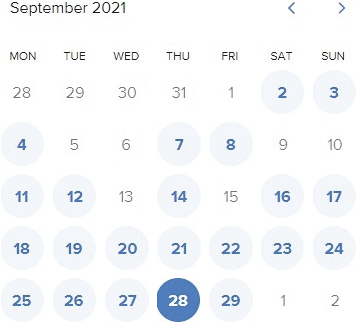 September 2021
MON TUE WED THU FRI SAT SUN
28 29 30 31 1 2 3
4 5 6 7 8 9 10
11 12 13 14 15 16 17
18 19 20 21 22 23 24
25 26 27 28 29 1 2